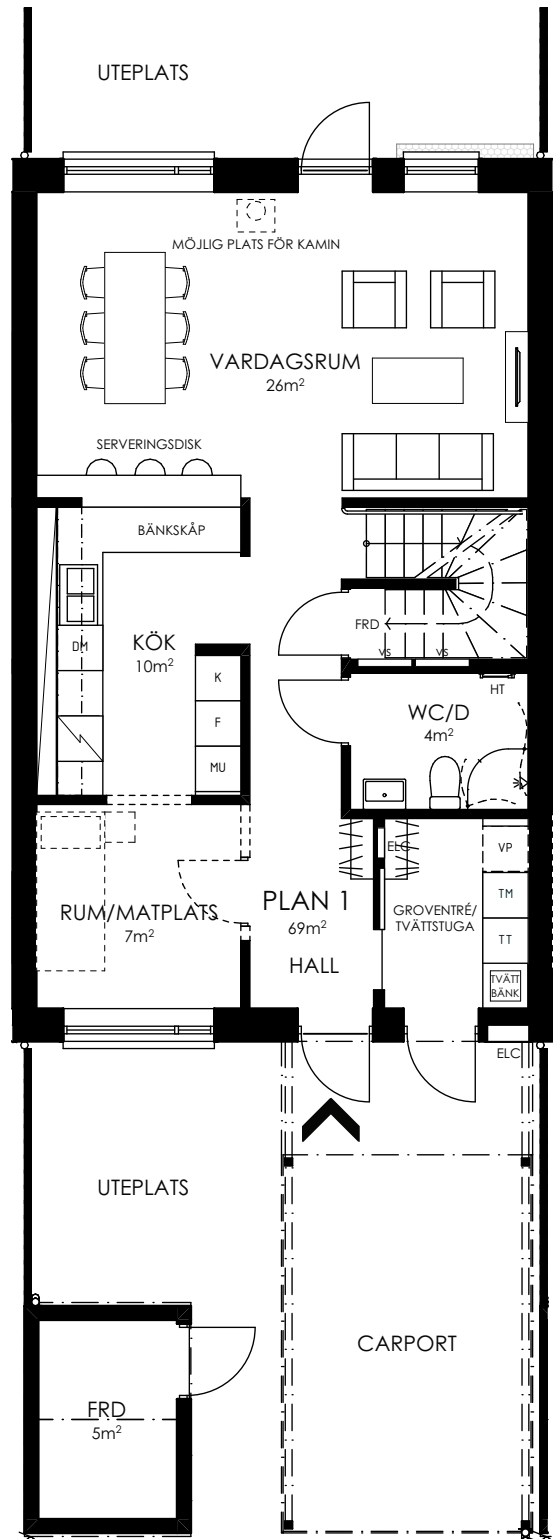 UTEPLATS
MÖJLIG PLATS FÖR KAMIN
VARDAGSRUM
26m²
SERVERINGSDISK
BÄNKSKÅP
FRD
DM
KÖK
10m²
VS VS
K
HT
WC/D
4m²
F
MU
ELC
VP
RUM/MATPLATS
7m²
PLAN 1
69m²
HALL
GROVENTRÉ/
TVÄTTSTUGA
TM
TT
TVÄTT
BÄNK
ELC
UTEPLATS
CARPORT
FRD
5m²